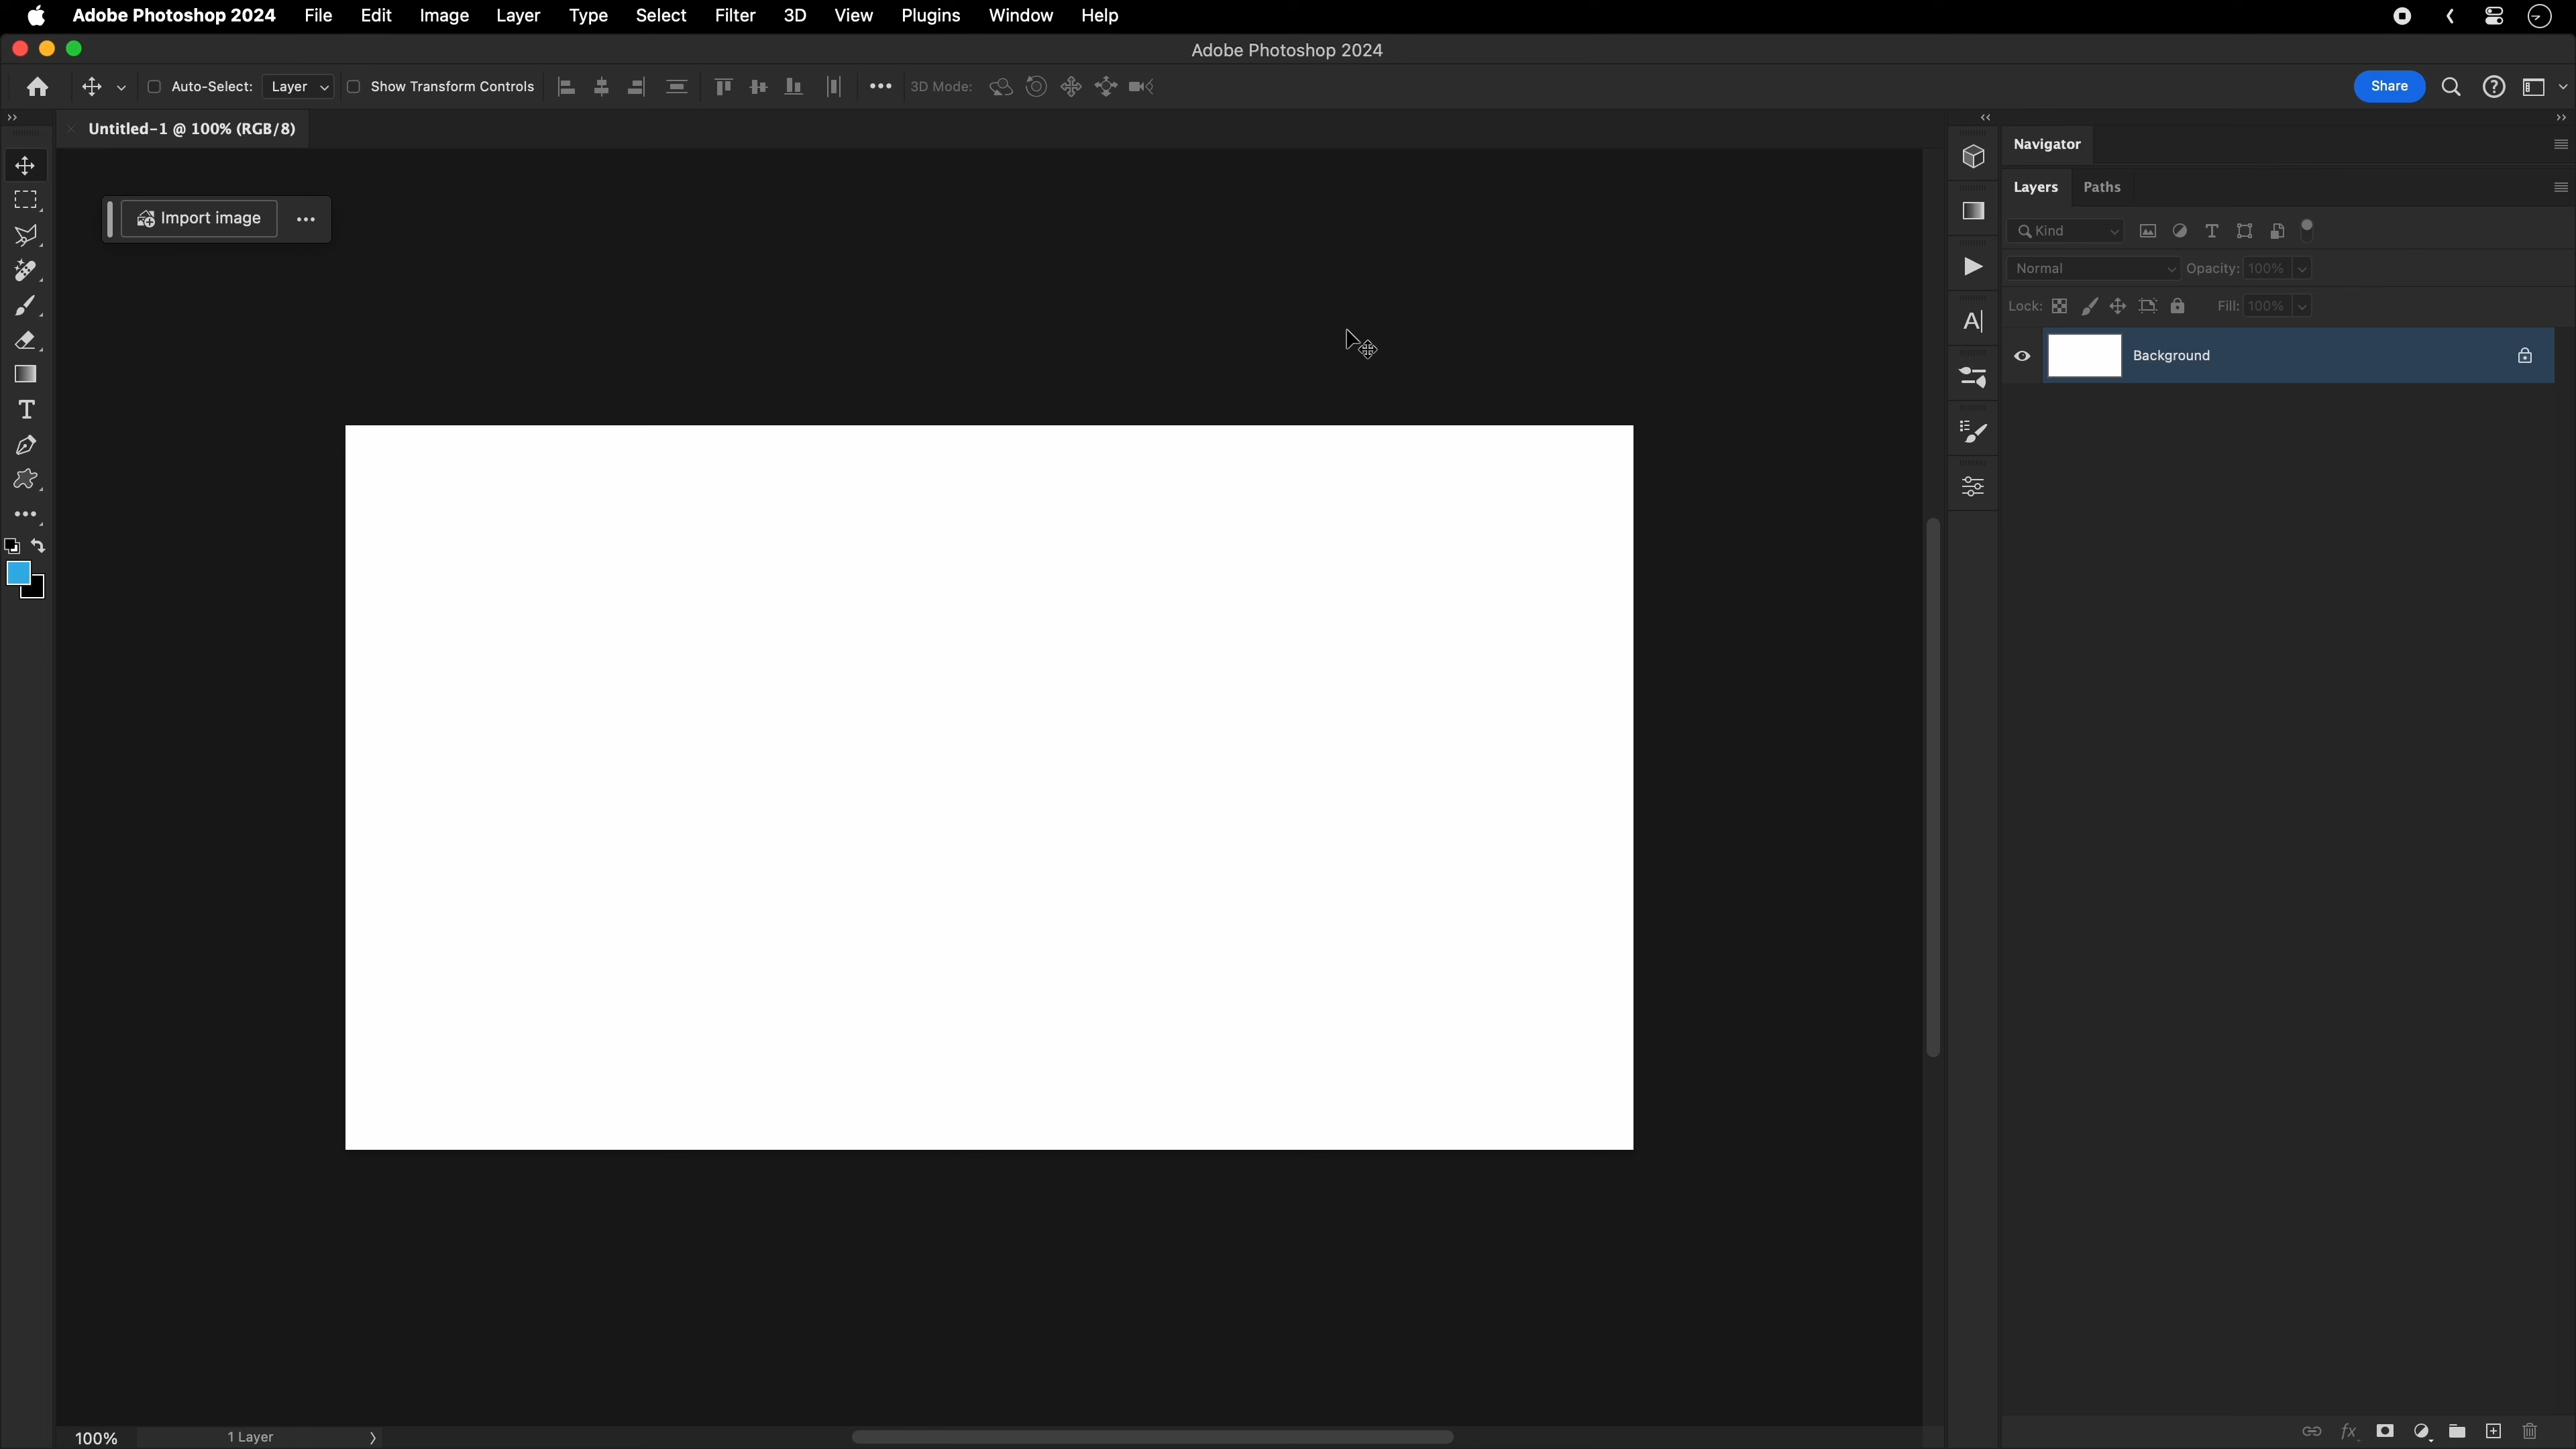 Adobe Photoshop 2024 File Edit Image Layer Type Select Filter 3D View Plugins Window Help
Adobe Photoshop 2024
Auto-Select: Layer Show Transform Controls 3D Mode: Share
Untitled-1 @ 100% (RGB/8)
Import image
Navigator
Layers Paths
Kind
Normal Opacity: 100%
Lock: Fill: 100%
Background
100% 1 Layer